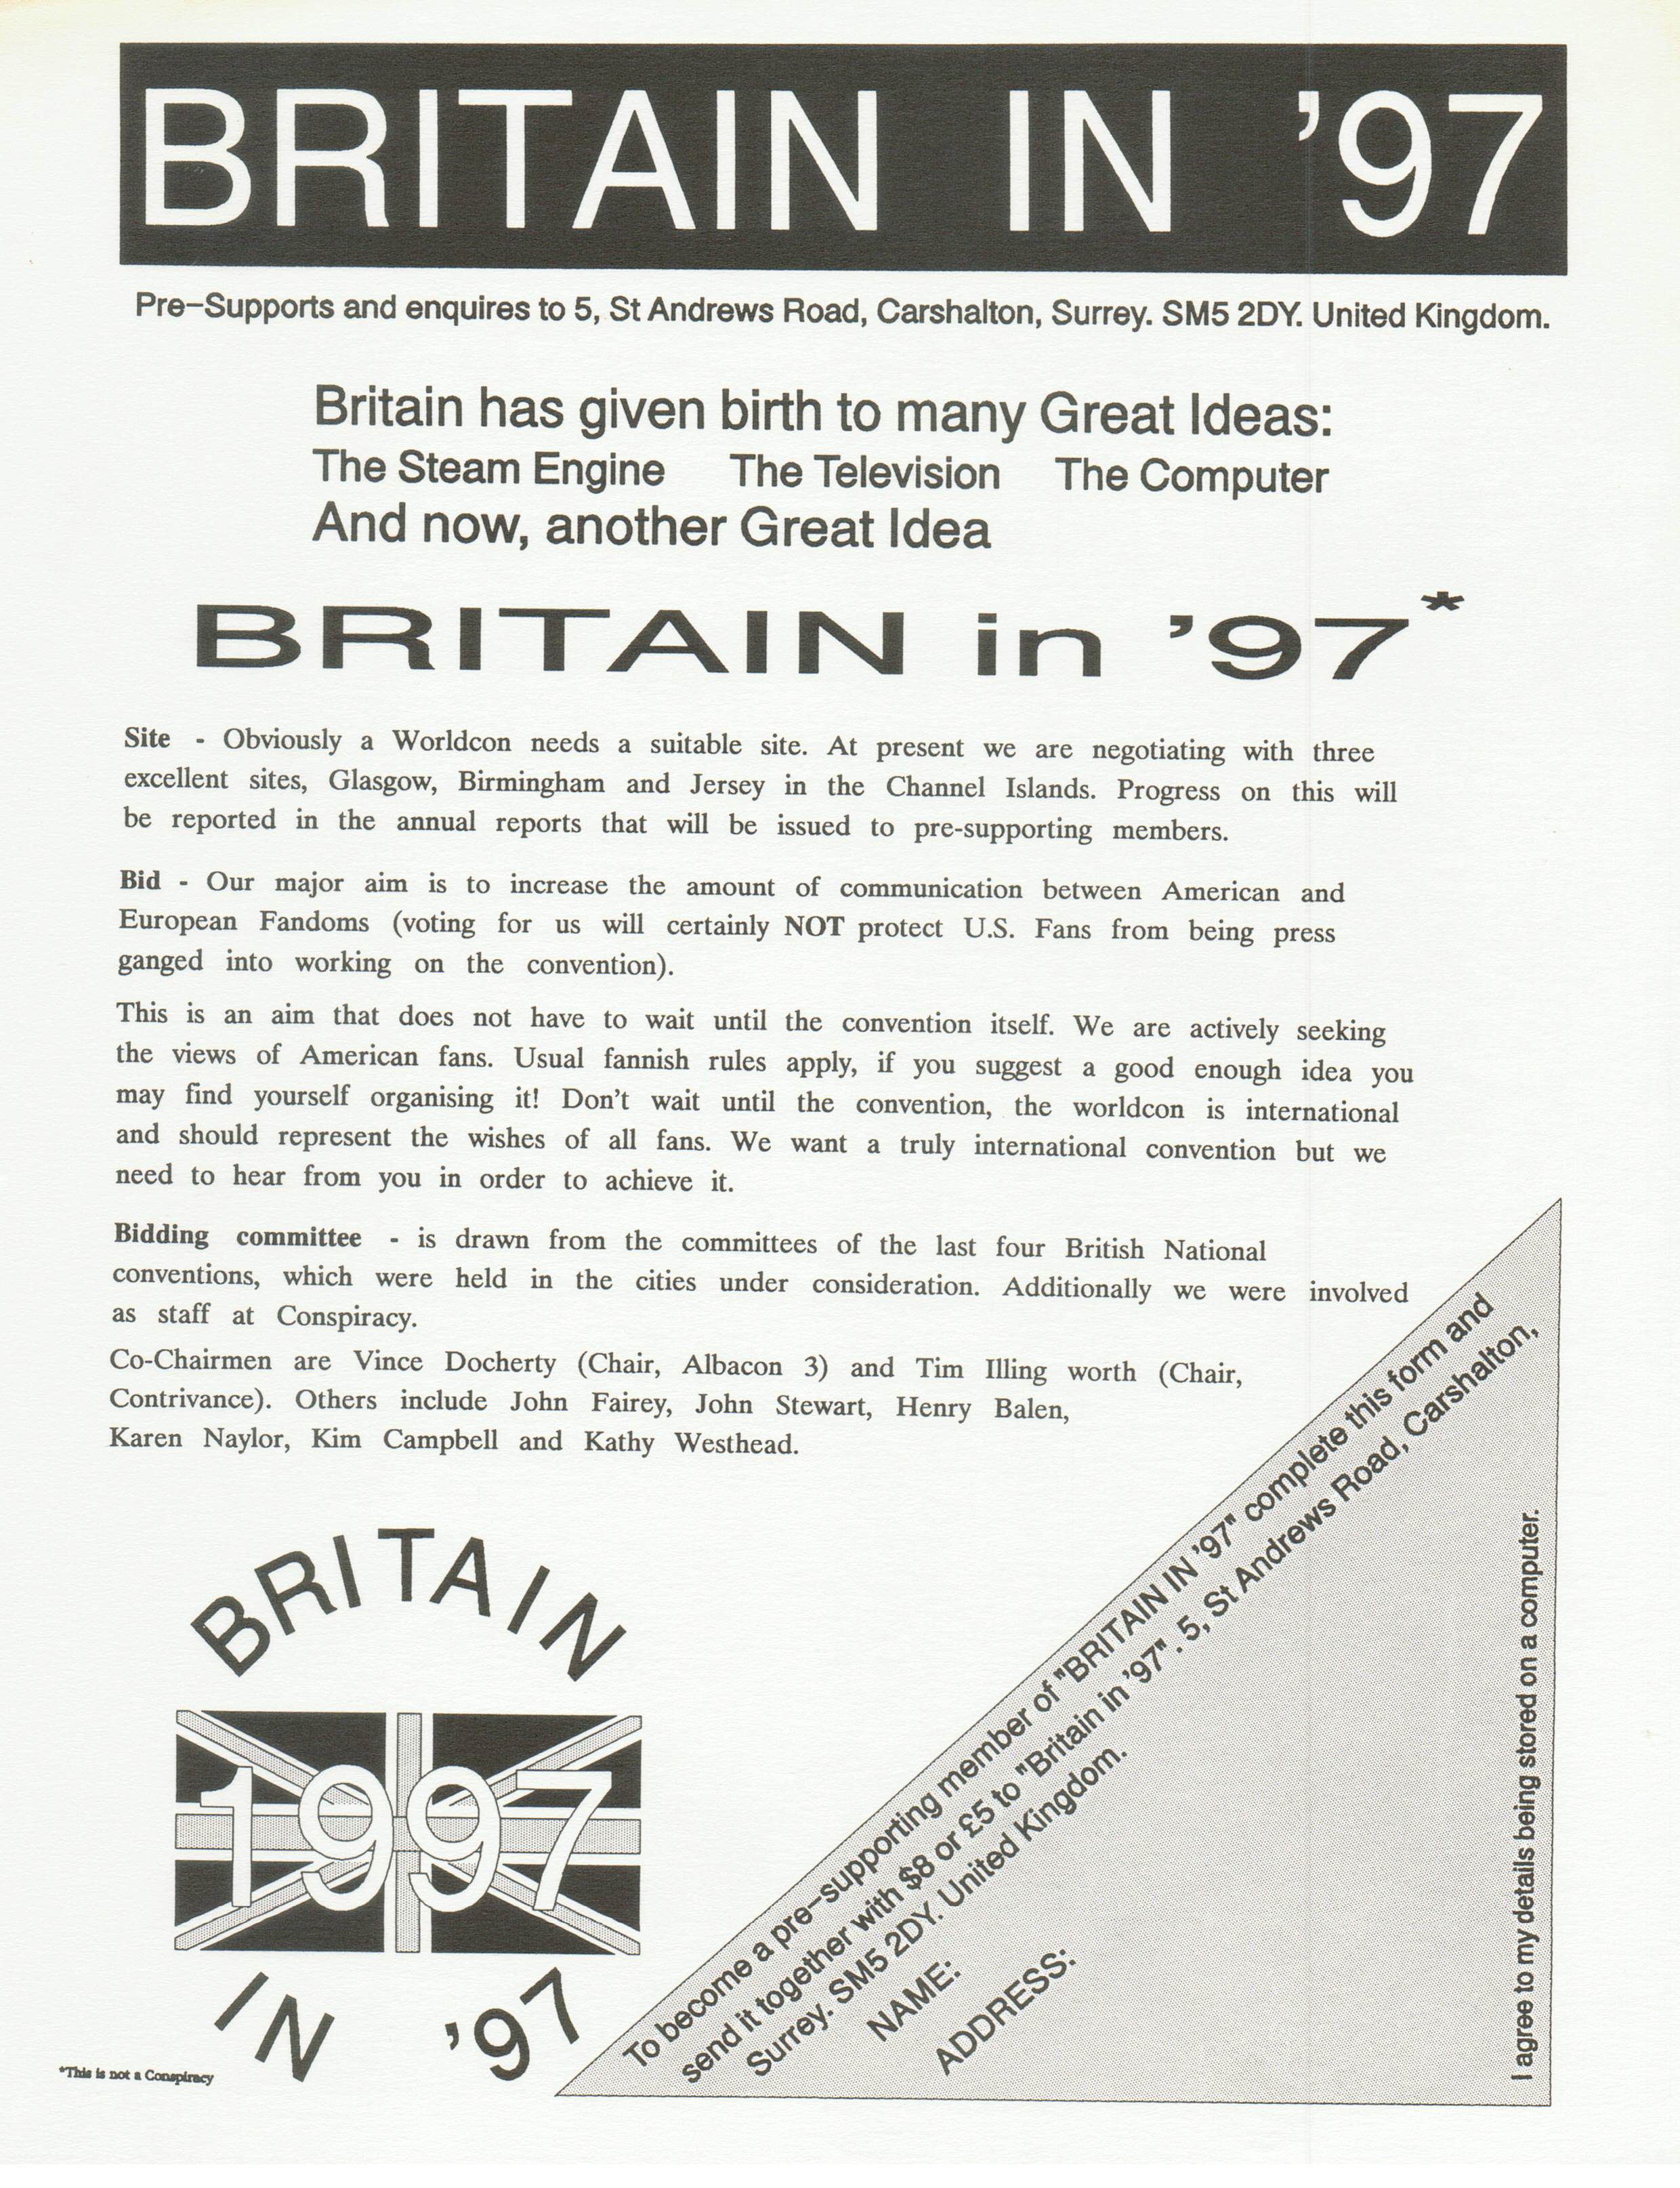 BRITAIN IN '97
Pre-Supports and enquires to 5, St Andrews Road, Carshalton, Surrey. SM5 2DY. United Kingdom.
Britain has given birth to many Great Ideas:
The Steam Engine The Television The Computer
And now, another Great Idea
BRITAIN in '97*
Site - Obviously a Worldcon needs a suitable site. At present we are negotiating with three
excellent sites, Glasgow, Birmingham and Jersey in the Channel Islands. Progress on this will
be reported in the annual reports that will be issued to pre-supporting members.
Bid - Our major aim is to increase the amount of communication between American and
European Fandoms (voting for us will certainly NOT protect U.S. Fans from being press
ganged into working on the convention).
This is an aim that does not have to wait until the convention itself. We are actively seeking
the views of American fans. Usual fannish rules apply, if you suggest a good enough idea you
may find yourself organising it! Don't wait until the convention, the worldcon is international
and should represent the wishes of all fans. We want a truly international convention but we
need to hear from you in order to achieve it.
Bidding committee - is drawn from the committees of the last four British National
conventions, which were held in the cities under consideration. Additionally we were involved
as staff at Conspiracy.
Co-Chairmen are Vince Docherty (Chair, Albacon 3) and Tim Illing worth (Chair,
Contrivance). Others include John Fairey, John Stewart, Henry Balen,
Karen Naylor, Kim Campbell and Kathy Westhead.
BRITAIN
1997
IN '97
*This is not a Conspiracy
To become a pre-supporting member of "BRITAIN IN '97" complete this form and
send it together with $8 or £5 to "Britain in '97". 5, St Andrews Road, Carshalton,
Surrey. SM5 2DY. United Kingdom.
NAME:
ADDRESS:
I agree to my details being stored on a computer.